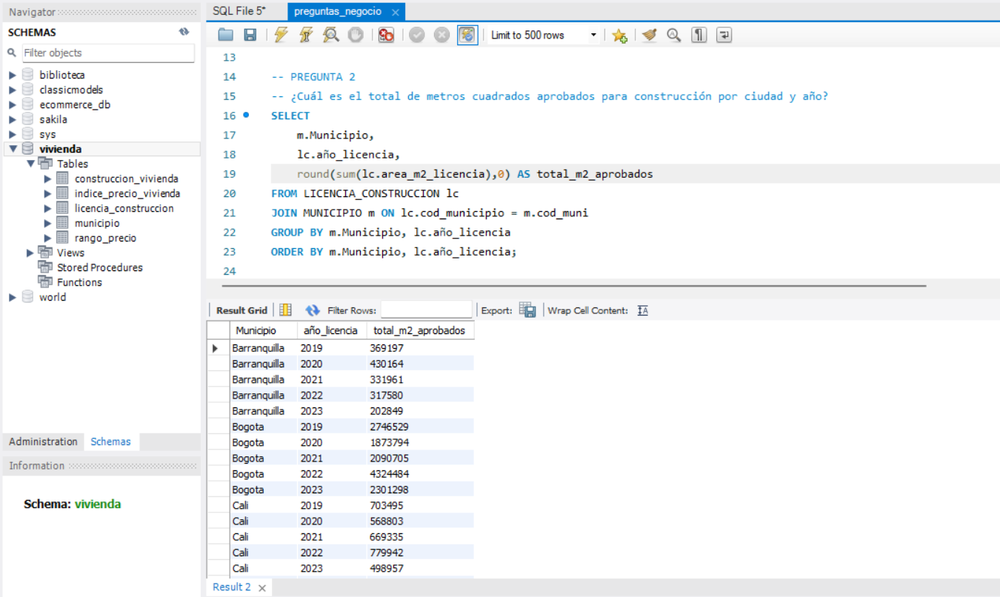 Navigator
SCHEMAS
Filter objects
biblioteca
classicmodels
ecommerce_db
sakila
sys
vivienda
Tables
construccion_vivienda
indice_precio_vivienda
licencia_construccion
municipio
rango_precio
Views
Stored Procedures
Functions
world
Administration Schemas
Information
Schema: vivienda
SQL File 5* preguntas_negocio
Limit to 500 rows
13
14 -- PREGUNTA 2
15 -- ¿Cuál es el total de metros cuadrados aprobados para construcción por ciudad y año?
16 SELECT
17 m.Municipio,
18 lc.año_licencia,
19 round(sum(lc.area_m2_licencia),0) AS total_m2_aprobados
20 FROM LICENCIA_CONSTRUCCION lc
21 JOIN MUNICIPIO m ON lc.cod_municipio = m.cod_muni
22 GROUP BY m.Municipio, lc.año_licencia
23 ORDER BY m.Municipio, lc.año_licencia;
24
Result Grid Filter Rows: Export: Wrap Cell Content:
Municipio año_licencia total_m2_aprobados
Barranquilla 2019 369197
Barranquilla 2020 430164
Barranquilla 2021 331961
Barranquilla 2022 317580
Barranquilla 2023 202849
Bogota 2019 2746529
Bogota 2020 1873794
Bogota 2021 2090705
Bogota 2022 4324484
Bogota 2023 2301298
Cali 2019 703495
Cali 2020 568803
Cali 2021 669335
Cali 2022 779942
Cali 2023 498957
Result 2